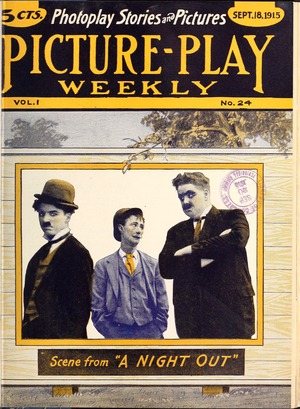 5 CTS.
Photoplay Stories and Pictures
SEPT. 18, 1915
PICTURE-PLAY
WEEKLY
VOL. I
No. 24
Scene from "A NIGHT OUT"